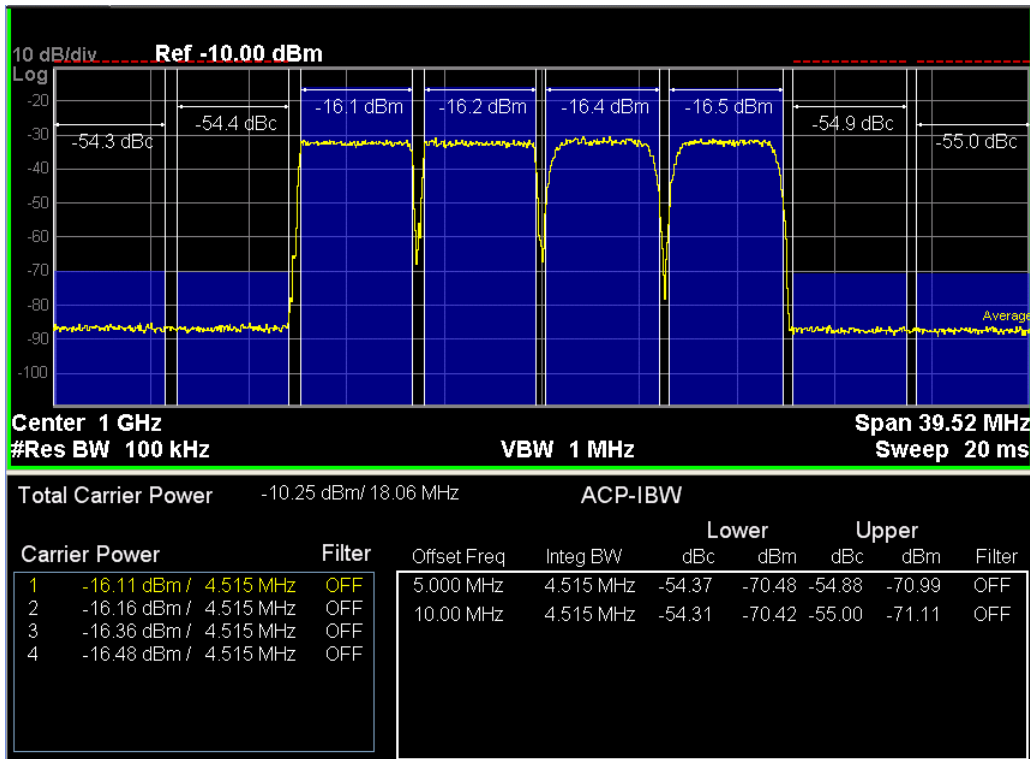 10 dB/div Ref -10.00 dBm
Log
-16.1 dBm -16.2 dBm -16.4 dBm -16.5 dBm
-54.3 dBc -54.4 dBc -54.9 dBc -55.0 dBc
-20
-30
-40
-50
-60
-70
-80
-90
-100
Average
Center 1 GHz Span 39.52 MHz
#Res BW 100 kHz VBW 1 MHz Sweep 20 ms
Total Carrier Power -10.25 dBm/ 18.06 MHz ACP-IBW
Lower Upper
Carrier Power Filter Offset Freq Integ BW dBc dBm dBc dBm Filter
1 -16.11 dBm / 4.515 MHz OFF 5.000 MHz 4.515 MHz -54.37 -70.48 -54.88 -70.99 OFF
2 -16.16 dBm / 4.515 MHz OFF 10.00 MHz 4.515 MHz -54.31 -70.42 -55.00 -71.11 OFF
3 -16.36 dBm / 4.515 MHz OFF
4 -16.48 dBm / 4.515 MHz OFF